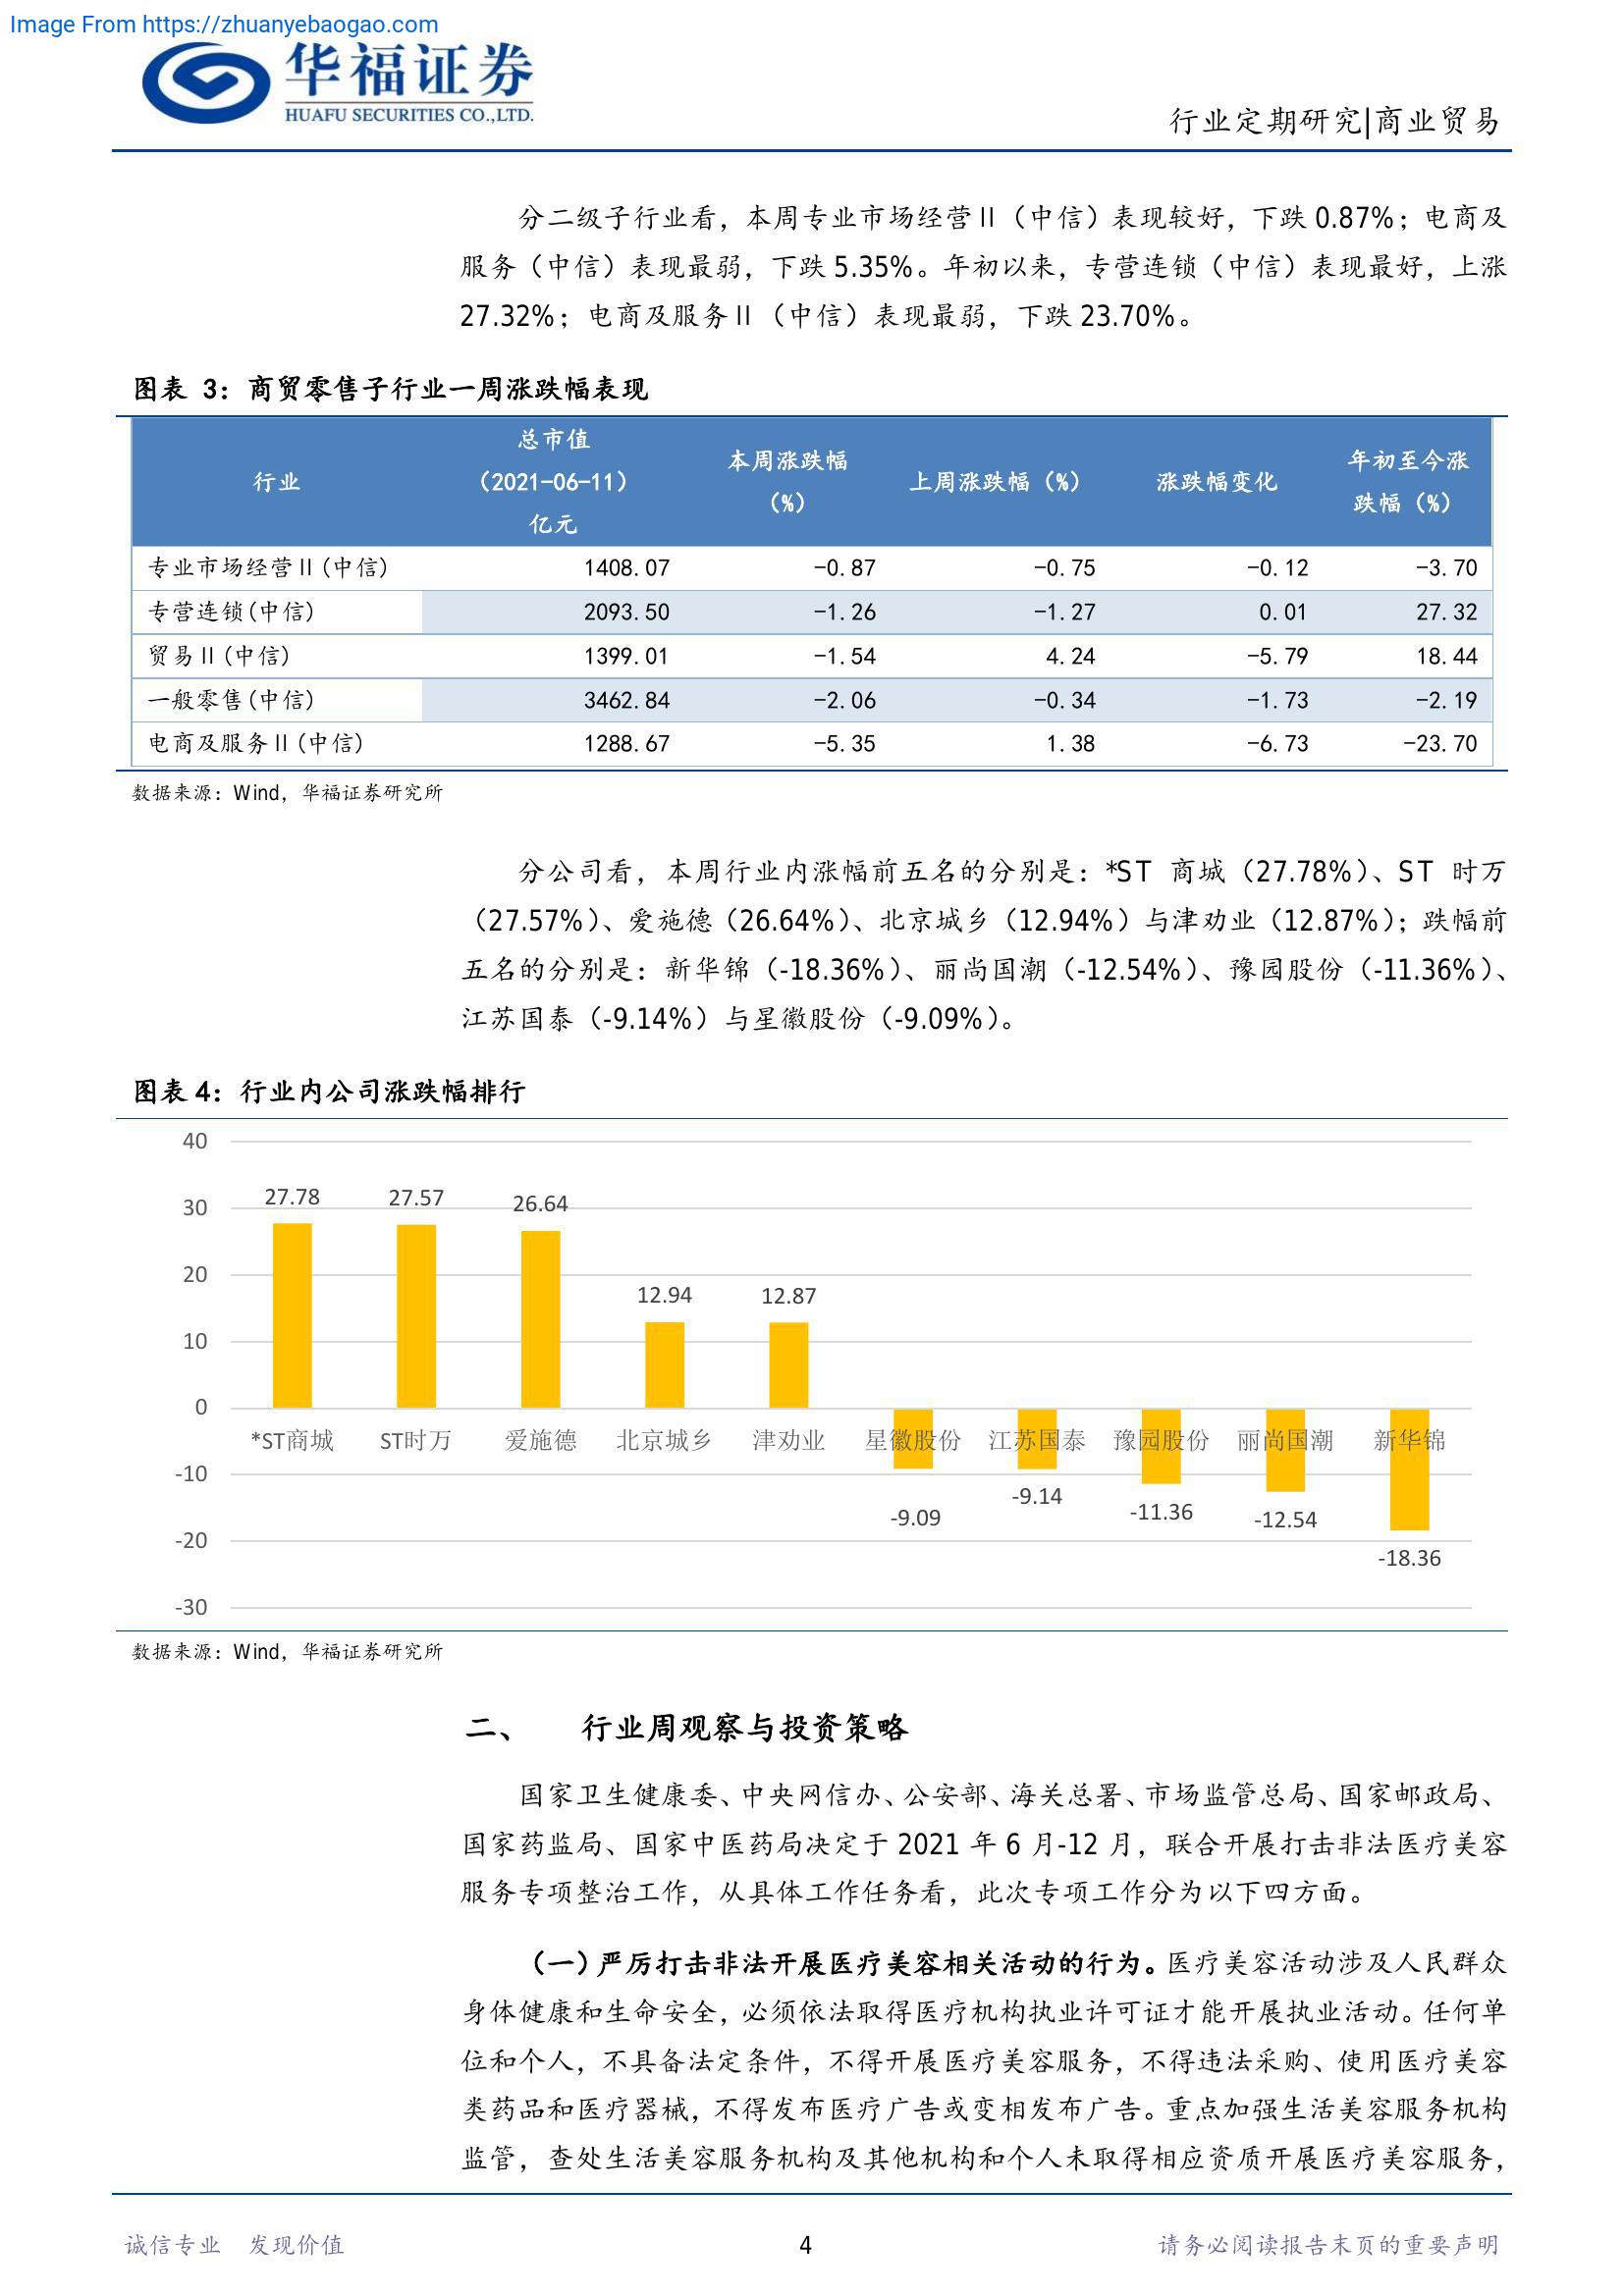 Image From https://zhuanyebaogao.com
华福证券
HUAFU SECURITIES CO.,LTD.
行业定期研究|商业贸易
分二级子行业看，本周专业市场经营Ⅱ（中信）表现较好，下跌 0.87%；电商及
服务（中信）表现最弱，下跌 5.35%。年初以来，专营连锁（中信）表现最好，上涨
27.32%；电商及服务Ⅱ（中信）表现最弱，下跌 23.70%。
图表 3：商贸零售子行业一周涨跌幅表现
行业 总市值（2021-06-11）亿元 本周涨跌幅（%） 上周涨跌幅（%） 涨跌幅变化 年初至今涨跌幅（%）
专业市场经营Ⅱ(中信) 1408.07 -0.87 -0.75 -0.12 -3.70
专营连锁(中信) 2093.50 -1.26 -1.27 0.01 27.32
贸易Ⅱ(中信) 1399.01 -1.54 4.24 -5.79 18.44
一般零售(中信) 3462.84 -2.06 -0.34 -1.73 -2.19
电商及服务Ⅱ(中信) 1288.67 -5.35 1.38 -6.73 -23.70
数据来源：Wind，华福证券研究所
分公司看，本周行业内涨幅前五名的分别是：*ST 商城（27.78%）、ST 时万
（27.57%）、爱施德（26.64%）、北京城乡（12.94%）与津劝业（12.87%）；跌幅前
五名的分别是：新华锦（-18.36%）、丽尚国潮（-12.54%）、豫园股份（-11.36%）、
江苏国泰（-9.14%）与星徽股份（-9.09%）。
图表 4：行业内公司涨跌幅排行
40
30
20
10
0
-10
-20
-30
27.78 27.57 26.64 12.94 12.87
*ST商城 ST时万 爱施德 北京城乡 津劝业 星徽股份 江苏国泰 豫园股份 丽尚国潮 新华锦
-9.09 -9.14 -11.36 -12.54 -18.36
数据来源：Wind，华福证券研究所
二、 行业周观察与投资策略
国家卫生健康委、中央网信办、公安部、海关总署、市场监管总局、国家邮政局、
国家药监局、国家中医药局决定于 2021 年 6 月-12 月，联合开展打击非法医疗美容
服务专项整治工作，从具体工作任务看，此次专项工作分为以下四方面。
（一）严厉打击非法开展医疗美容相关活动的行为。医疗美容活动涉及人民群众
身体健康和生命安全，必须依法取得医疗机构执业许可证才能开展执业活动。任何单
位和个人，不具备法定条件，不得开展医疗美容服务，不得违法采购、使用医疗美容
类药品和医疗器械，不得发布医疗广告或变相发布广告。重点加强生活美容服务机构
监管，查处生活美容服务机构及其他机构和个人未取得相应资质开展医疗美容服务，
诚信专业 发现价值 4 请务必阅读报告末页的重要声明